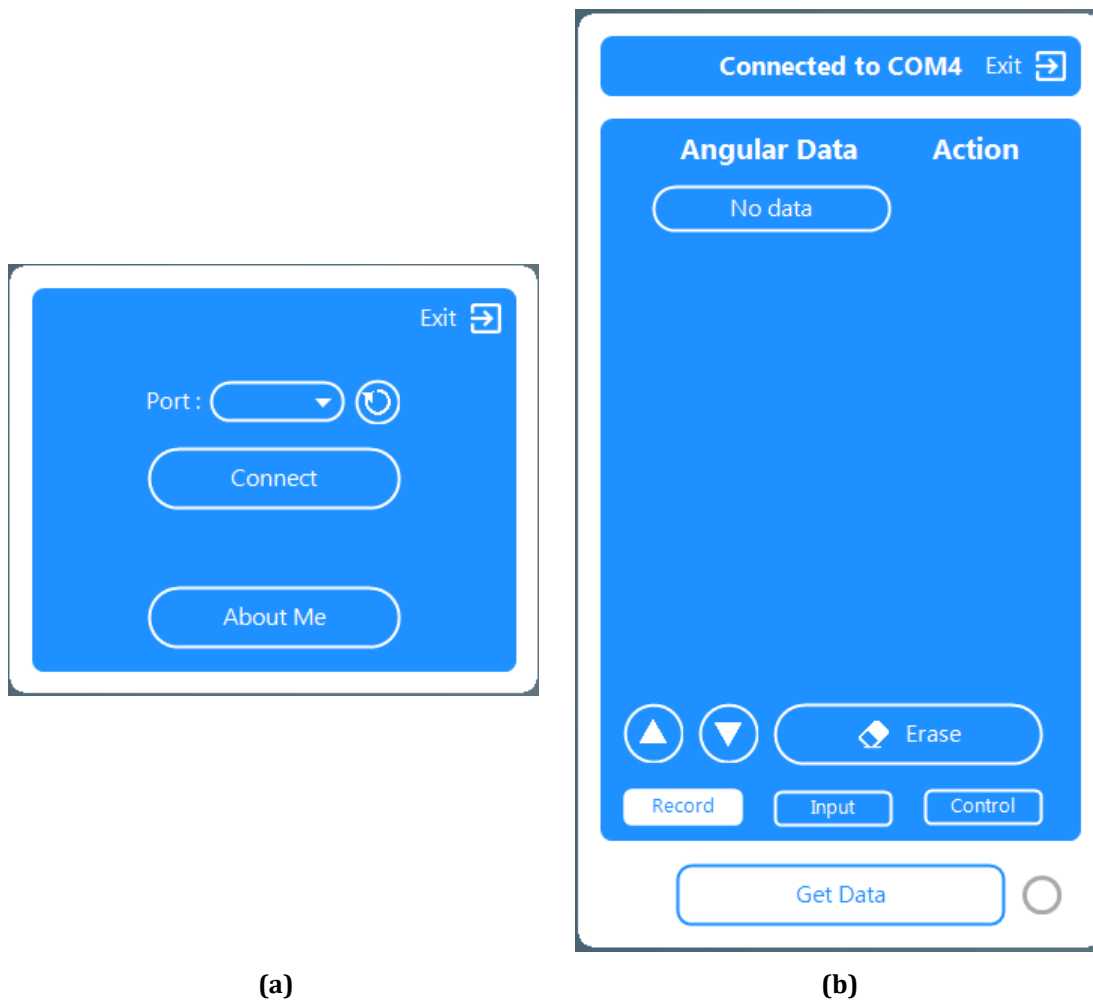 Exit
Port :
Connect
About Me
(a)
Connected to COM4 Exit
Angular Data Action
No data
Erase
Record Input Control
Get Data
(b)